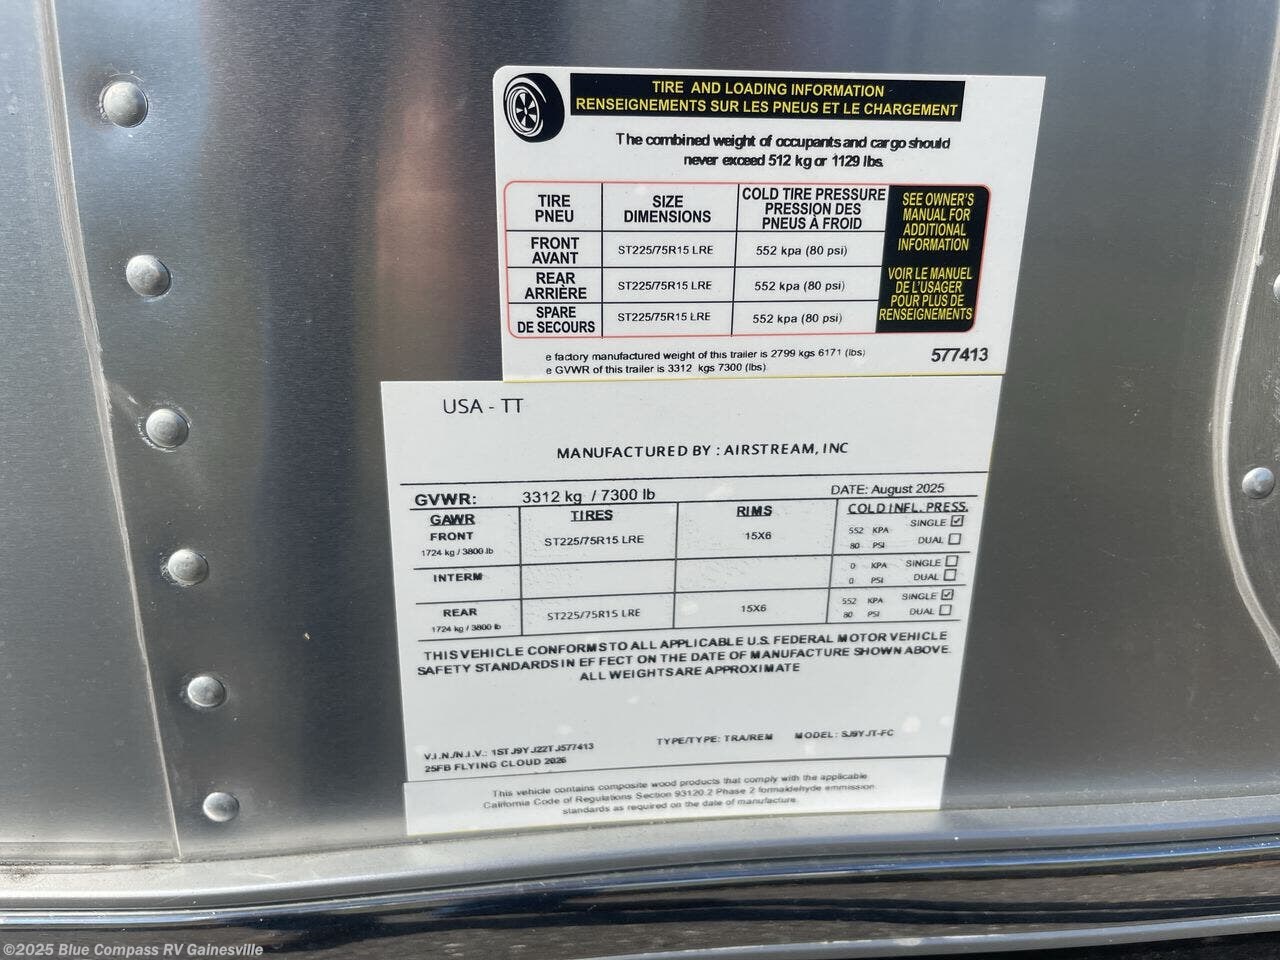 TIRE AND LOADING INFORMATION
RENSEIGNEMENTS SUR LES PNEUS ET LE CHARGEMENT
The combined weight of occupants and cargo should
never exceed 512 kg or 1129 lbs.
TIRE PNEU SIZE DIMENSIONS COLD TIRE PRESSURE PRESSION DES PNEUS À FROID
FRONT AVANT ST225/75R15 LRE 552 kpa (80 psi)
REAR ARRIÈRE ST225/75R15 LRE 552 kpa (80 psi)
SPARE DE SECOURS ST225/75R15 LRE 552 kpa (80 psi)
SEE OWNER'S
MANUAL FOR
ADDITIONAL
INFORMATION
VOIR LE MANUEL
DE L'USAGER
POUR PLUS DE
RENSEIGNEMENTS
e factory manufactured weight of this trailer is 2799 kgs 6171 (lbs)
e GVWR of this trailer is 3312 kgs 7300 (lbs)
577413
USA - TT
MANUFACTURED BY : AIRSTREAM, INC
GVWR: 3312 kg / 7300 lb DATE: August 2025
GAWR TIRES RIMS COLD INFL. PRESS.
FRONT ST225/75R15 LRE 15X6 552 KPA SINGLE
1724 kg / 3800 lb 80 PSI DUAL
INTERM 0 KPA SINGLE
0 PSI DUAL
REAR ST225/75R15 LRE 15X6 552 KPA SINGLE
1724 kg / 3800 lb 80 PSI DUAL
THIS VEHICLE CONFORMS TO ALL APPLICABLE U.S. FEDERAL MOTOR VEHICLE
SAFETY STANDARDS IN EFFECT ON THE DATE OF MANUFACTURE SHOWN ABOVE.
ALL WEIGHTS ARE APPROXIMATE
V.I.N./N.I.V.: 1STJ9YJ22TJ577413 TYPE/TYPE: TRA/REM MODEL: SJ9YJT-FC
25FB FLYING CLOUD 2026
This vehicle contains composite wood products that comply with the applicable
California Code of Regulations Section 93120.2 Phase 2 formaldehyde emmission
standards as required on the date of manufacture.
©2025 Blue Compass RV Gainesville